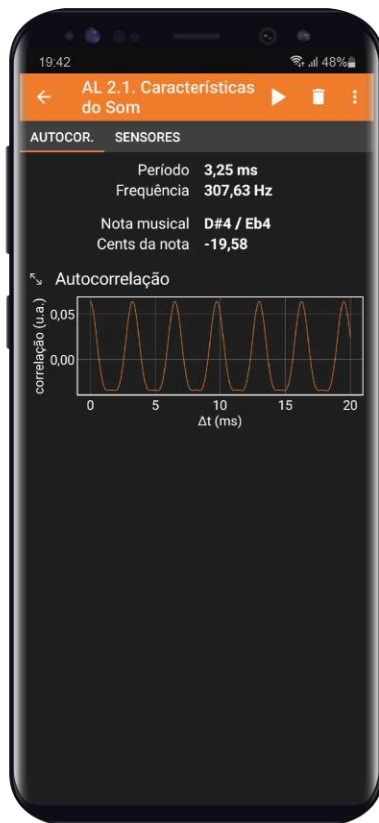 19:42
48%
AL 2.1. Características
do Som
AUTOCOR. SENSORES
Período 3,25 ms
Frequência 307,63 Hz
Nota musical D#4 / Eb4
Cents da nota -19,58
Autocorrelação
correlação (u.a.)
0,05
0,00
0 5 10 15 20
Δt (ms)